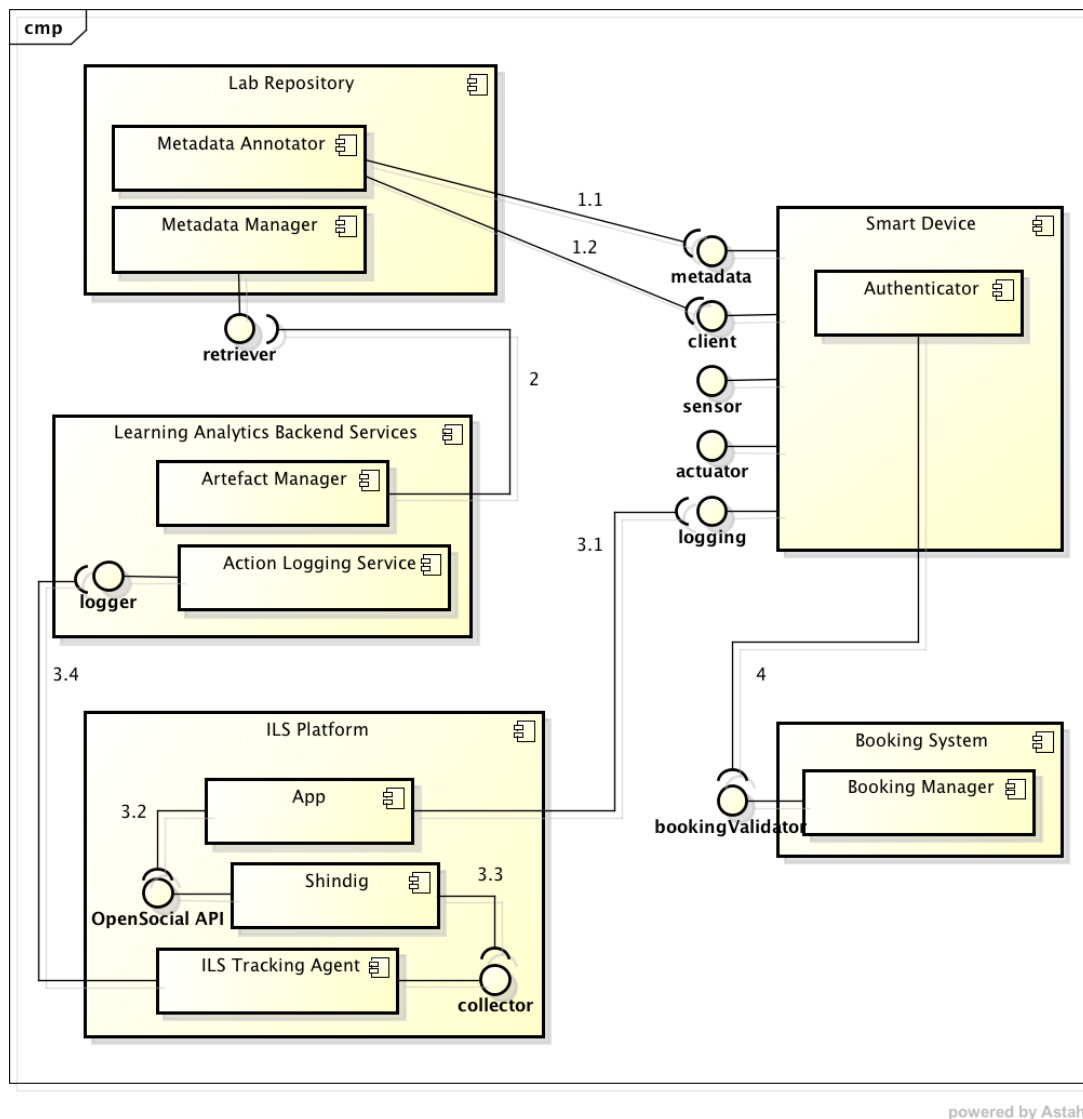 cmp
Lab Repository
Metadata Annotator
1.1
Metadata Manager
Smart Device
1.2
metadata
Authenticator
client
retriever
2
sensor
Learning Analytics Backend Services
actuator
Artefact Manager
logging
3.1
Action Logging Service
logger
3.4
4
ILS Platform
Booking System
App
Booking Manager
3.2
bookingValidator
3.3
Shindig
OpenSocial API
ILS Tracking Agent
collector
powered by Astah